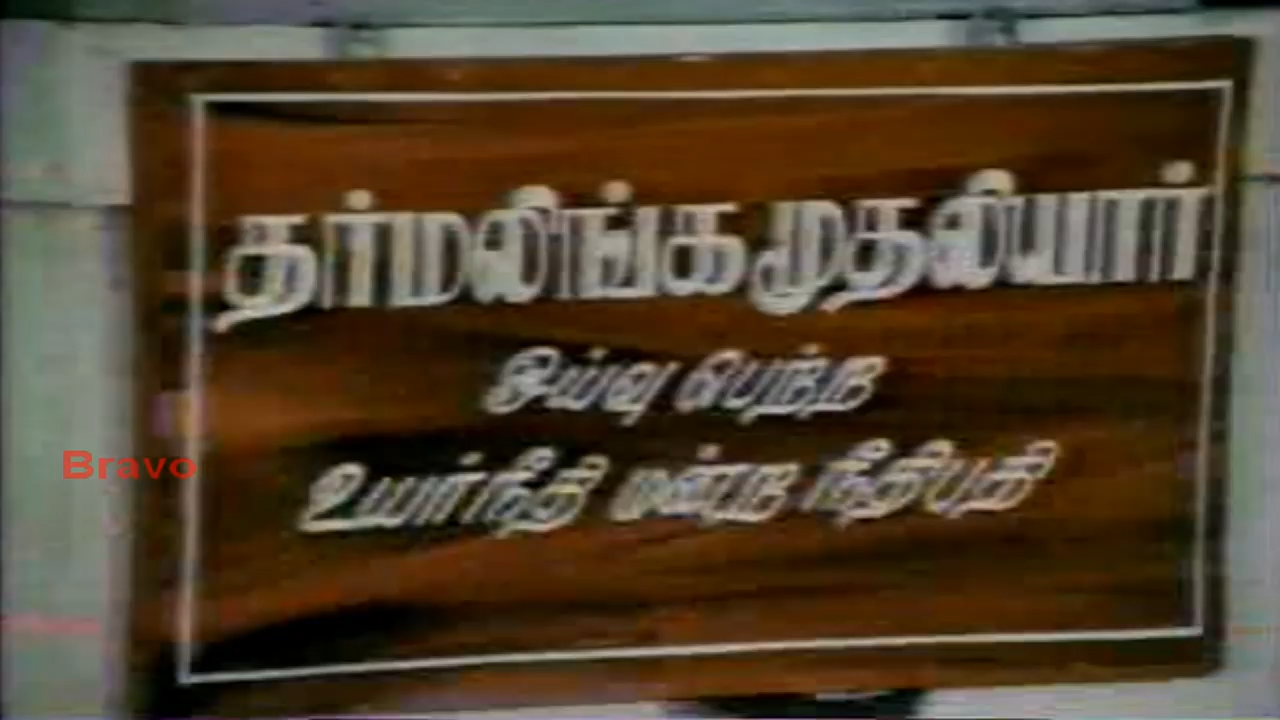 தர்மலிங்க முதலியார்
ஓய்வு பெற்ற
உயர்நீதி மன்ற நீதிபதி
Bravo